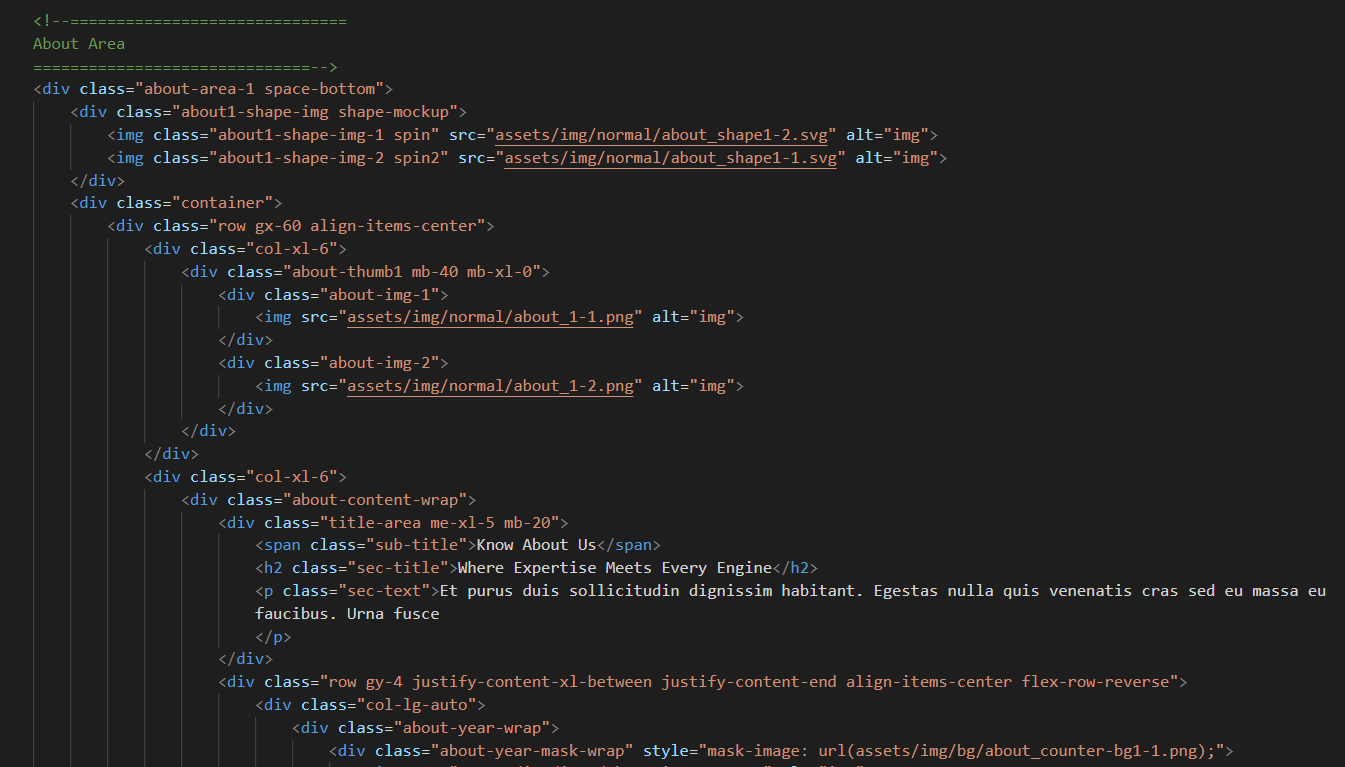 <!--==============================
About Area
==============================-->
<div class="about-area-1 space-bottom">
<div class="about1-shape-img shape-mockup">
<img class="about1-shape-img-1 spin" src="assets/img/normal/about_shape1-2.svg" alt="img">
<img class="about1-shape-img-2 spin2" src="assets/img/normal/about_shape1-1.svg" alt="img">
</div>
<div class="container">
<div class="row gx-60 align-items-center">
<div class="col-xl-6">
<div class="about-thumb1 mb-40 mb-xl-0">
<div class="about-img-1">
<img src="assets/img/normal/about_1-1.png" alt="img">
</div>
<div class="about-img-2">
<img src="assets/img/normal/about_1-2.png" alt="img">
</div>
</div>
</div>
<div class="col-xl-6">
<div class="about-content-wrap">
<div class="title-area me-xl-5 mb-20">
<span class="sub-title">Know About Us</span>
<h2 class="sec-title">Where Expertise Meets Every Engine</h2>
<p class="sec-text">Et purus duis sollicitudin dignissim habitant. Egestas nulla quis venenatis cras sed eu massa eu
faucibus. Urna fusce
</p>
</div>
<div class="row gy-4 justify-content-xl-between justify-content-end align-items-center flex-row-reverse">
<div class="col-lg-auto">
<div class="about-year-wrap">
<div class="about-year-mask-wrap" style="mask-image: url(assets/img/bg/about_counter-bg1-1.png);">